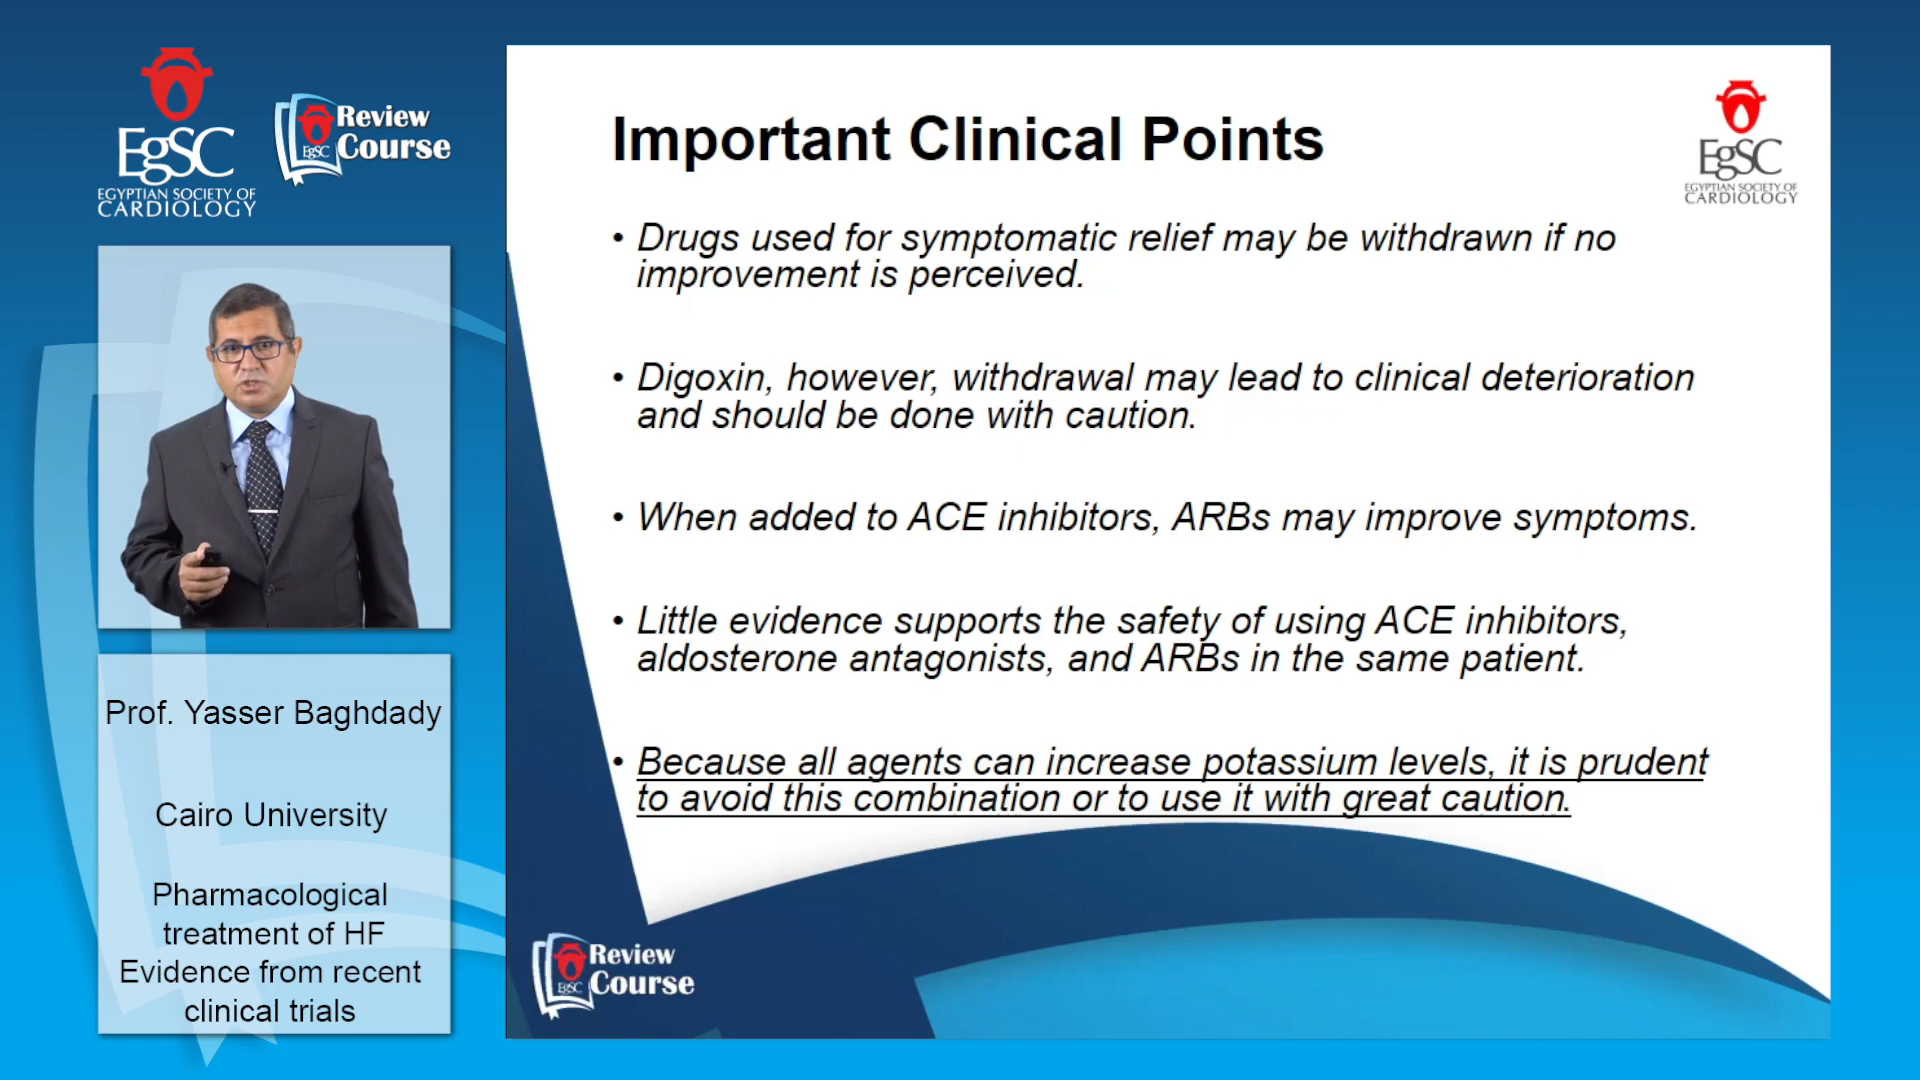 EgSC
EGYPTIAN SOCIETY OF
CARDIOLOGY
Review
Course
EgSC
Prof. Yasser Baghdady
Cairo University
Pharmacological
treatment of HF
Evidence from recent
clinical trials
Important Clinical Points
EgSC
EGYPTIAN SOCIETY OF
CARDIOLOGY
• Drugs used for symptomatic relief may be withdrawn if no
improvement is perceived.
• Digoxin, however, withdrawal may lead to clinical deterioration
and should be done with caution.
• When added to ACE inhibitors, ARBs may improve symptoms.
• Little evidence supports the safety of using ACE inhibitors,
aldosterone antagonists, and ARBs in the same patient.
• Because all agents can increase potassium levels, it is prudent
to avoid this combination or to use it with great caution.
Review
Course
EgSC